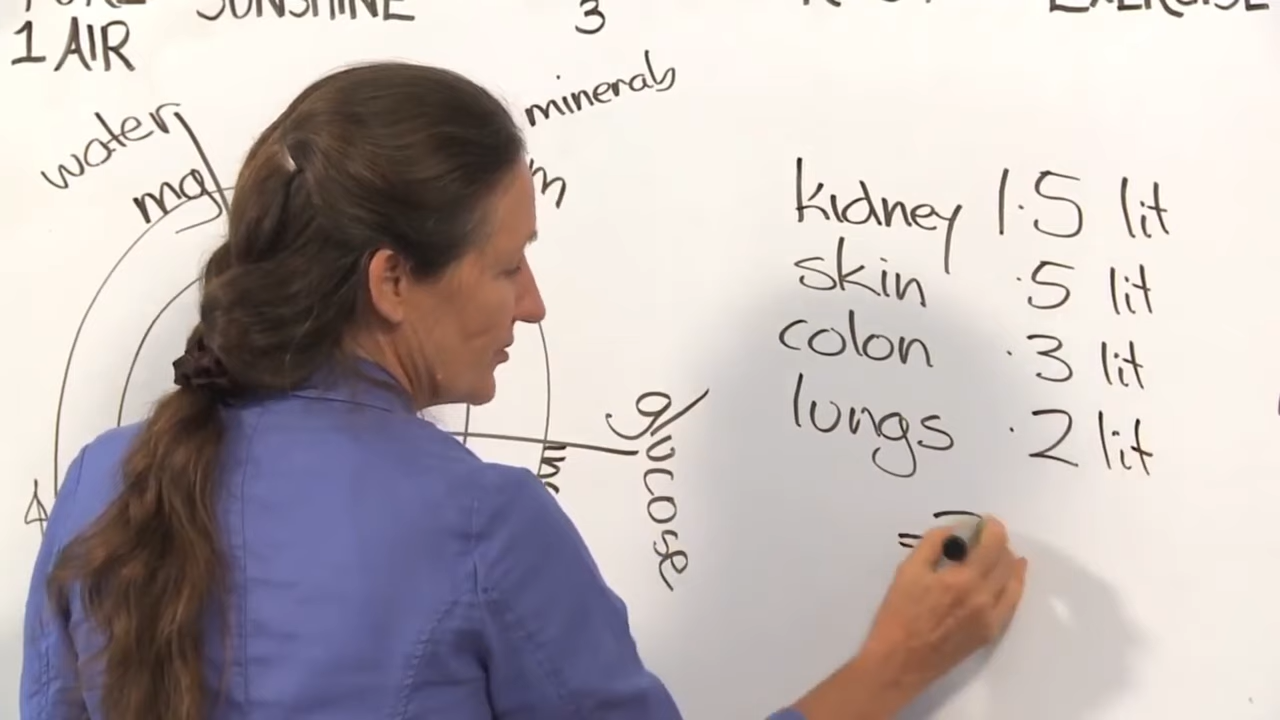 SUNSHINE
3
EXERCISE
1 AIR
minerals
water
mg
kidney 1.5 lit
skin .5 lit
colon .3 lit
lungs .2 lit
glucose
=